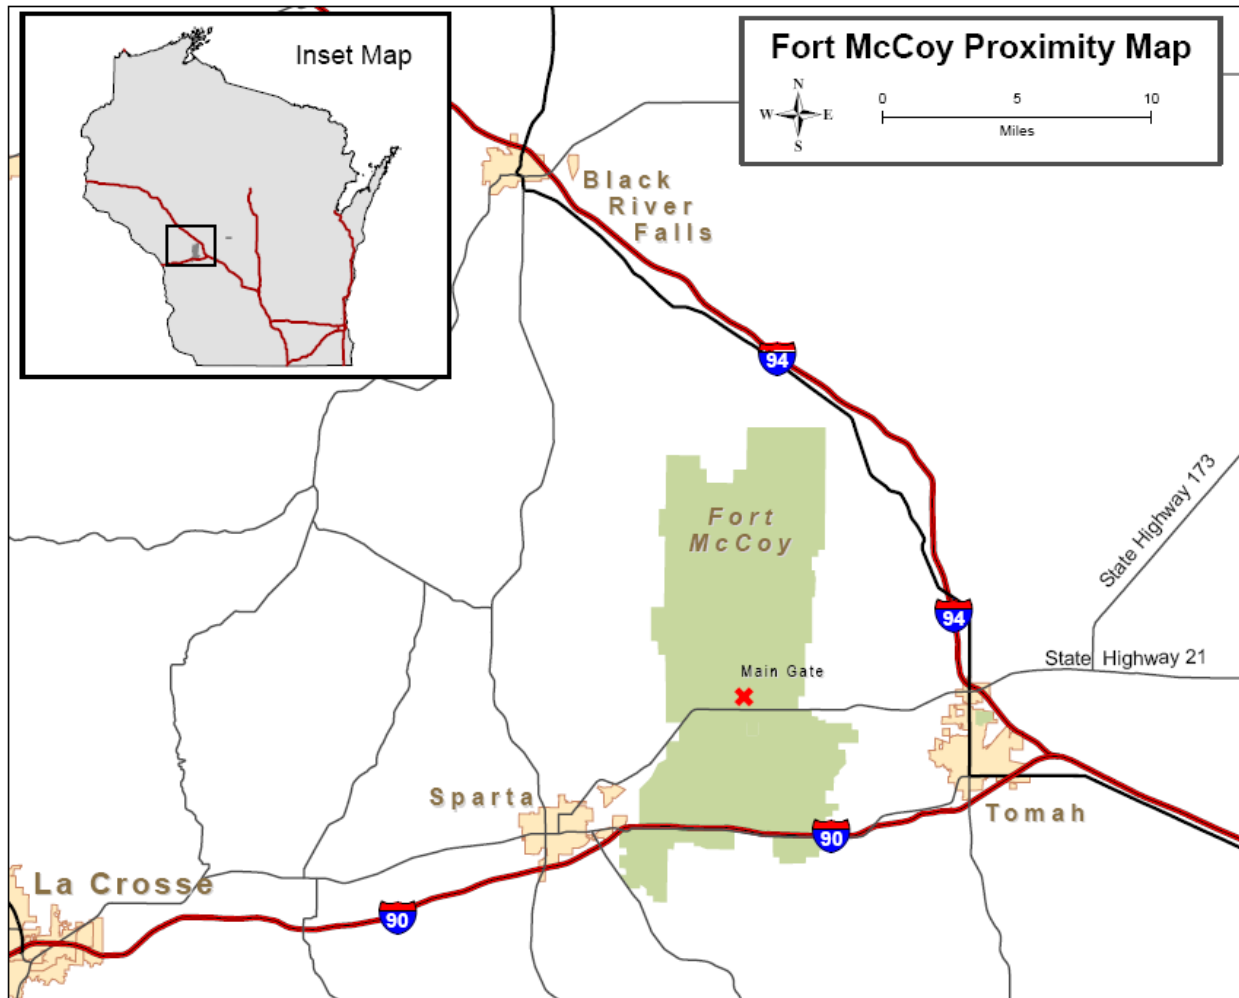 Inset Map
Fort McCoy Proximity Map
N
W E
S
0 5 10
Miles
Black
River
Falls
94
Fort
McCoy
State Highway 173
94
State Highway 21
Main Gate
Sparta
Tomah
90
La Crosse
90